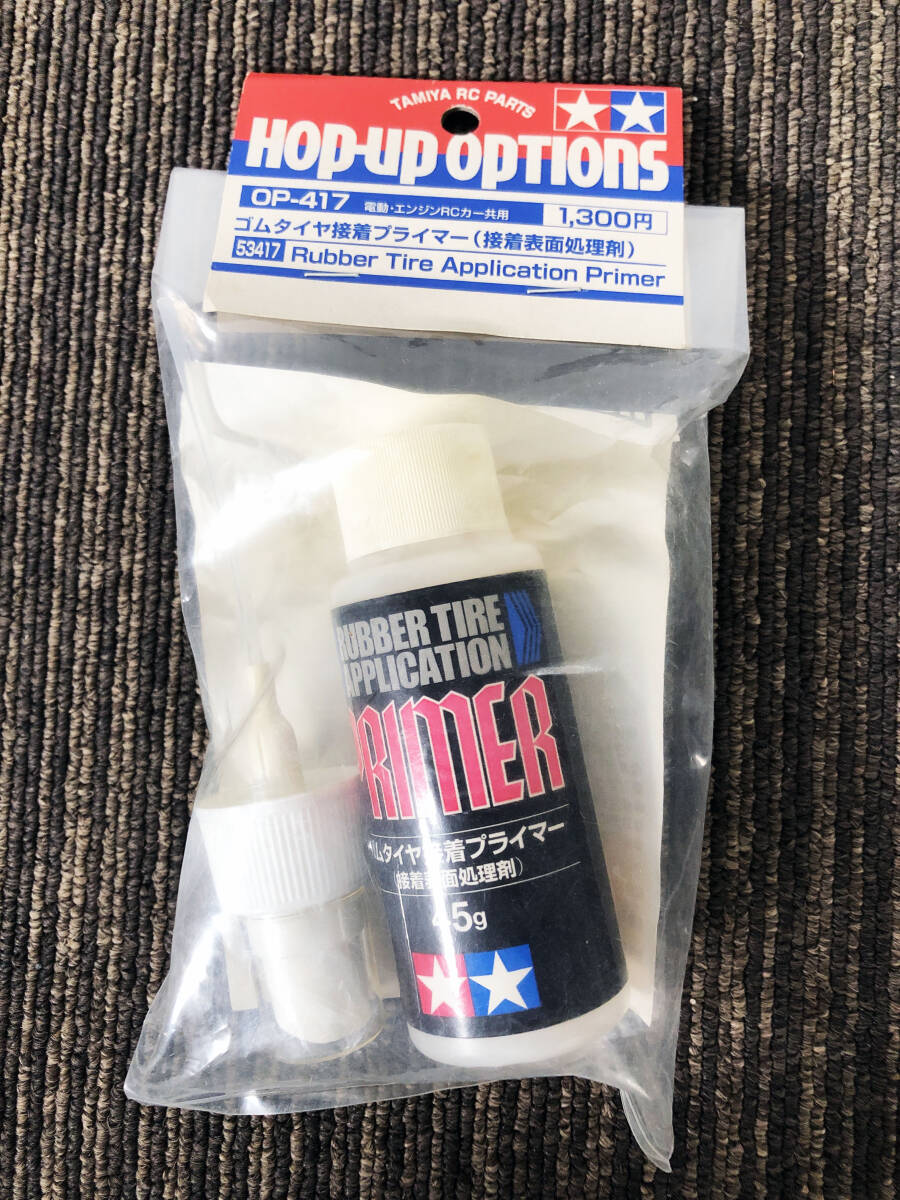 TAMIYA RC PARTS
HOP-UP OPTIONS
OP-417 電動・エンジンRCカー共用 1,300円
ゴムタイヤ接着プライマー(接着表面処理剤)
53417 Rubber Tire Application Primer
RUBBER TIRE
APPLICATION
PRIMER
ゴムタイヤ接着プライマー
(接着表面処理剤)
45g